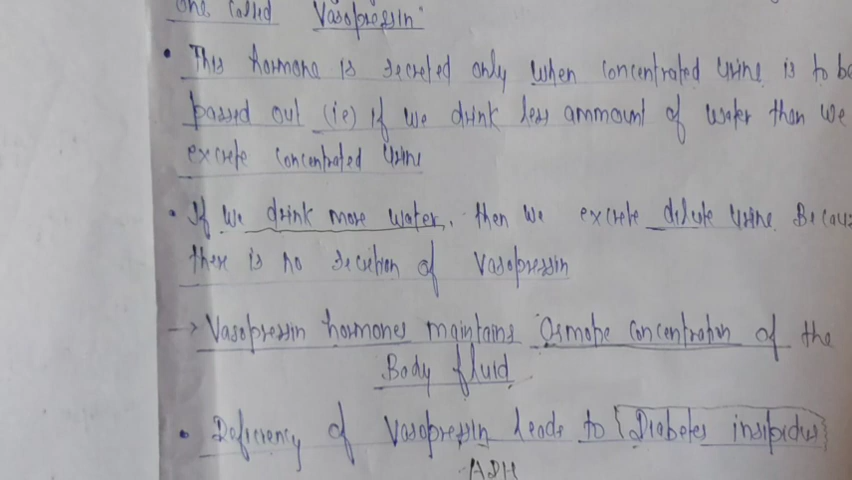 one called Vasopressin"
• This hormone is secreted only when concentrated urine is to be
passed out (ie) if we drink less ammount of water then we
excrete concentrated urine
• If we drink more water, then we excrete dilute urine Becau
there is no secretion of Vasopressin
→ Vasopressin hormones maintains Osmotic concentration of the
Body fluid
• Deficiency of Vasopressin leads to {Diabetes insipidus}
ADH